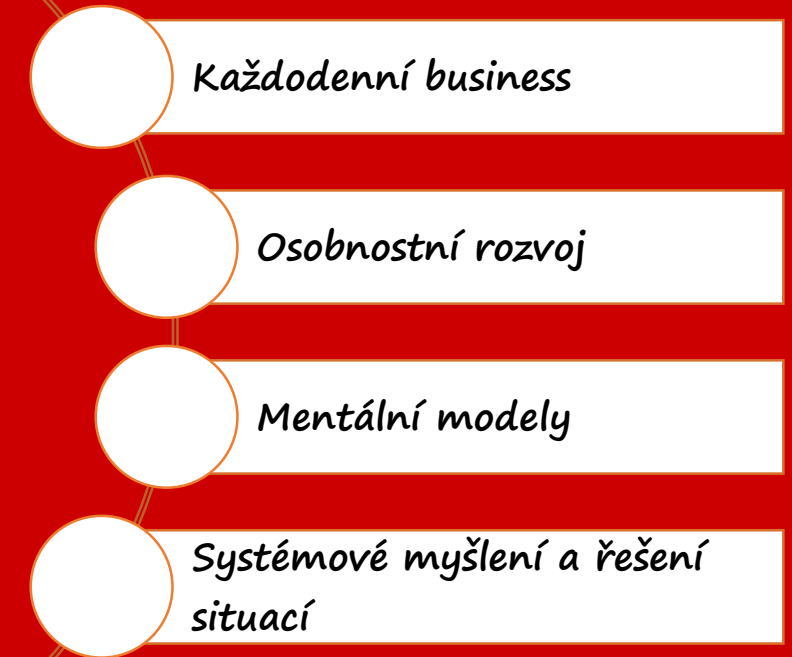 Každodenní business
Osobnostní rozvoj
Mentální modely
Systémové myšlení a řešení
situací